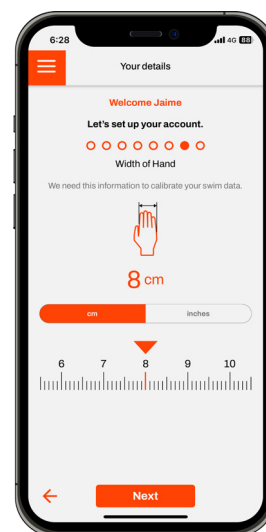 6:28
4G 88
Your details
Welcome Jaime
Let's set up your account.
Width of Hand
We need this information to calibrate your swim data.
8 cm
cm inches
6 7 8 9 10
Next